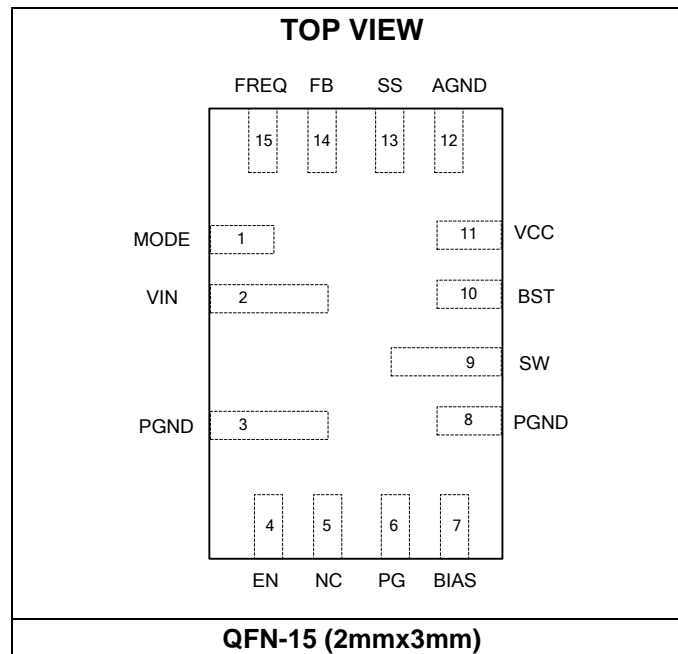 TOP VIEW
FREQ FB SS AGND
15 14 13 12
MODE 1 11 VCC
VIN 2 10 BST
9 SW
PGND 3 8 PGND
4 5 6 7
EN NC PG BIAS
QFN-15 (2mmx3mm)